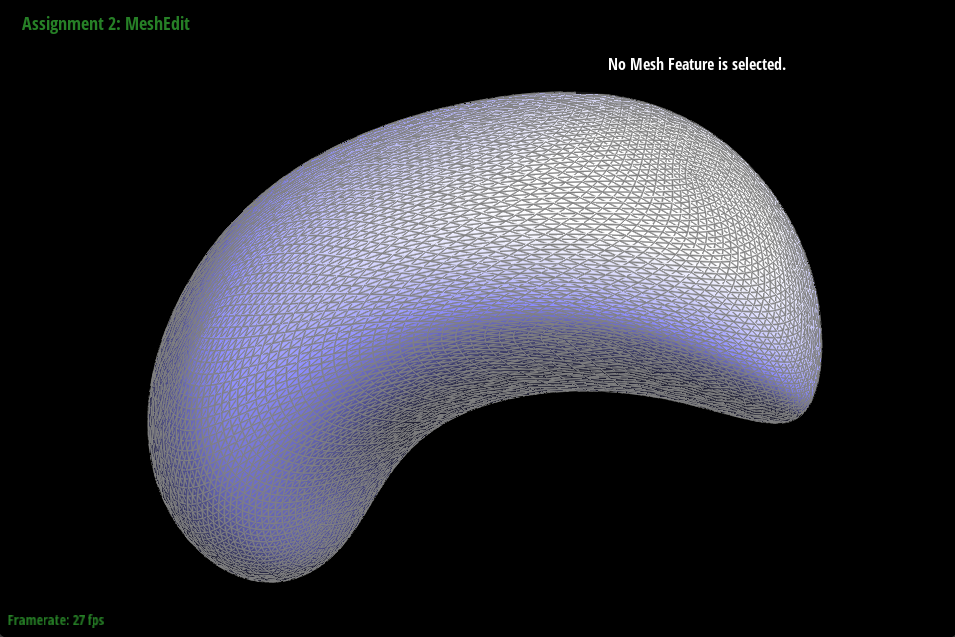 Assignment 2: MeshEdit
No Mesh Feature is selected.
Framerate: 27 fps